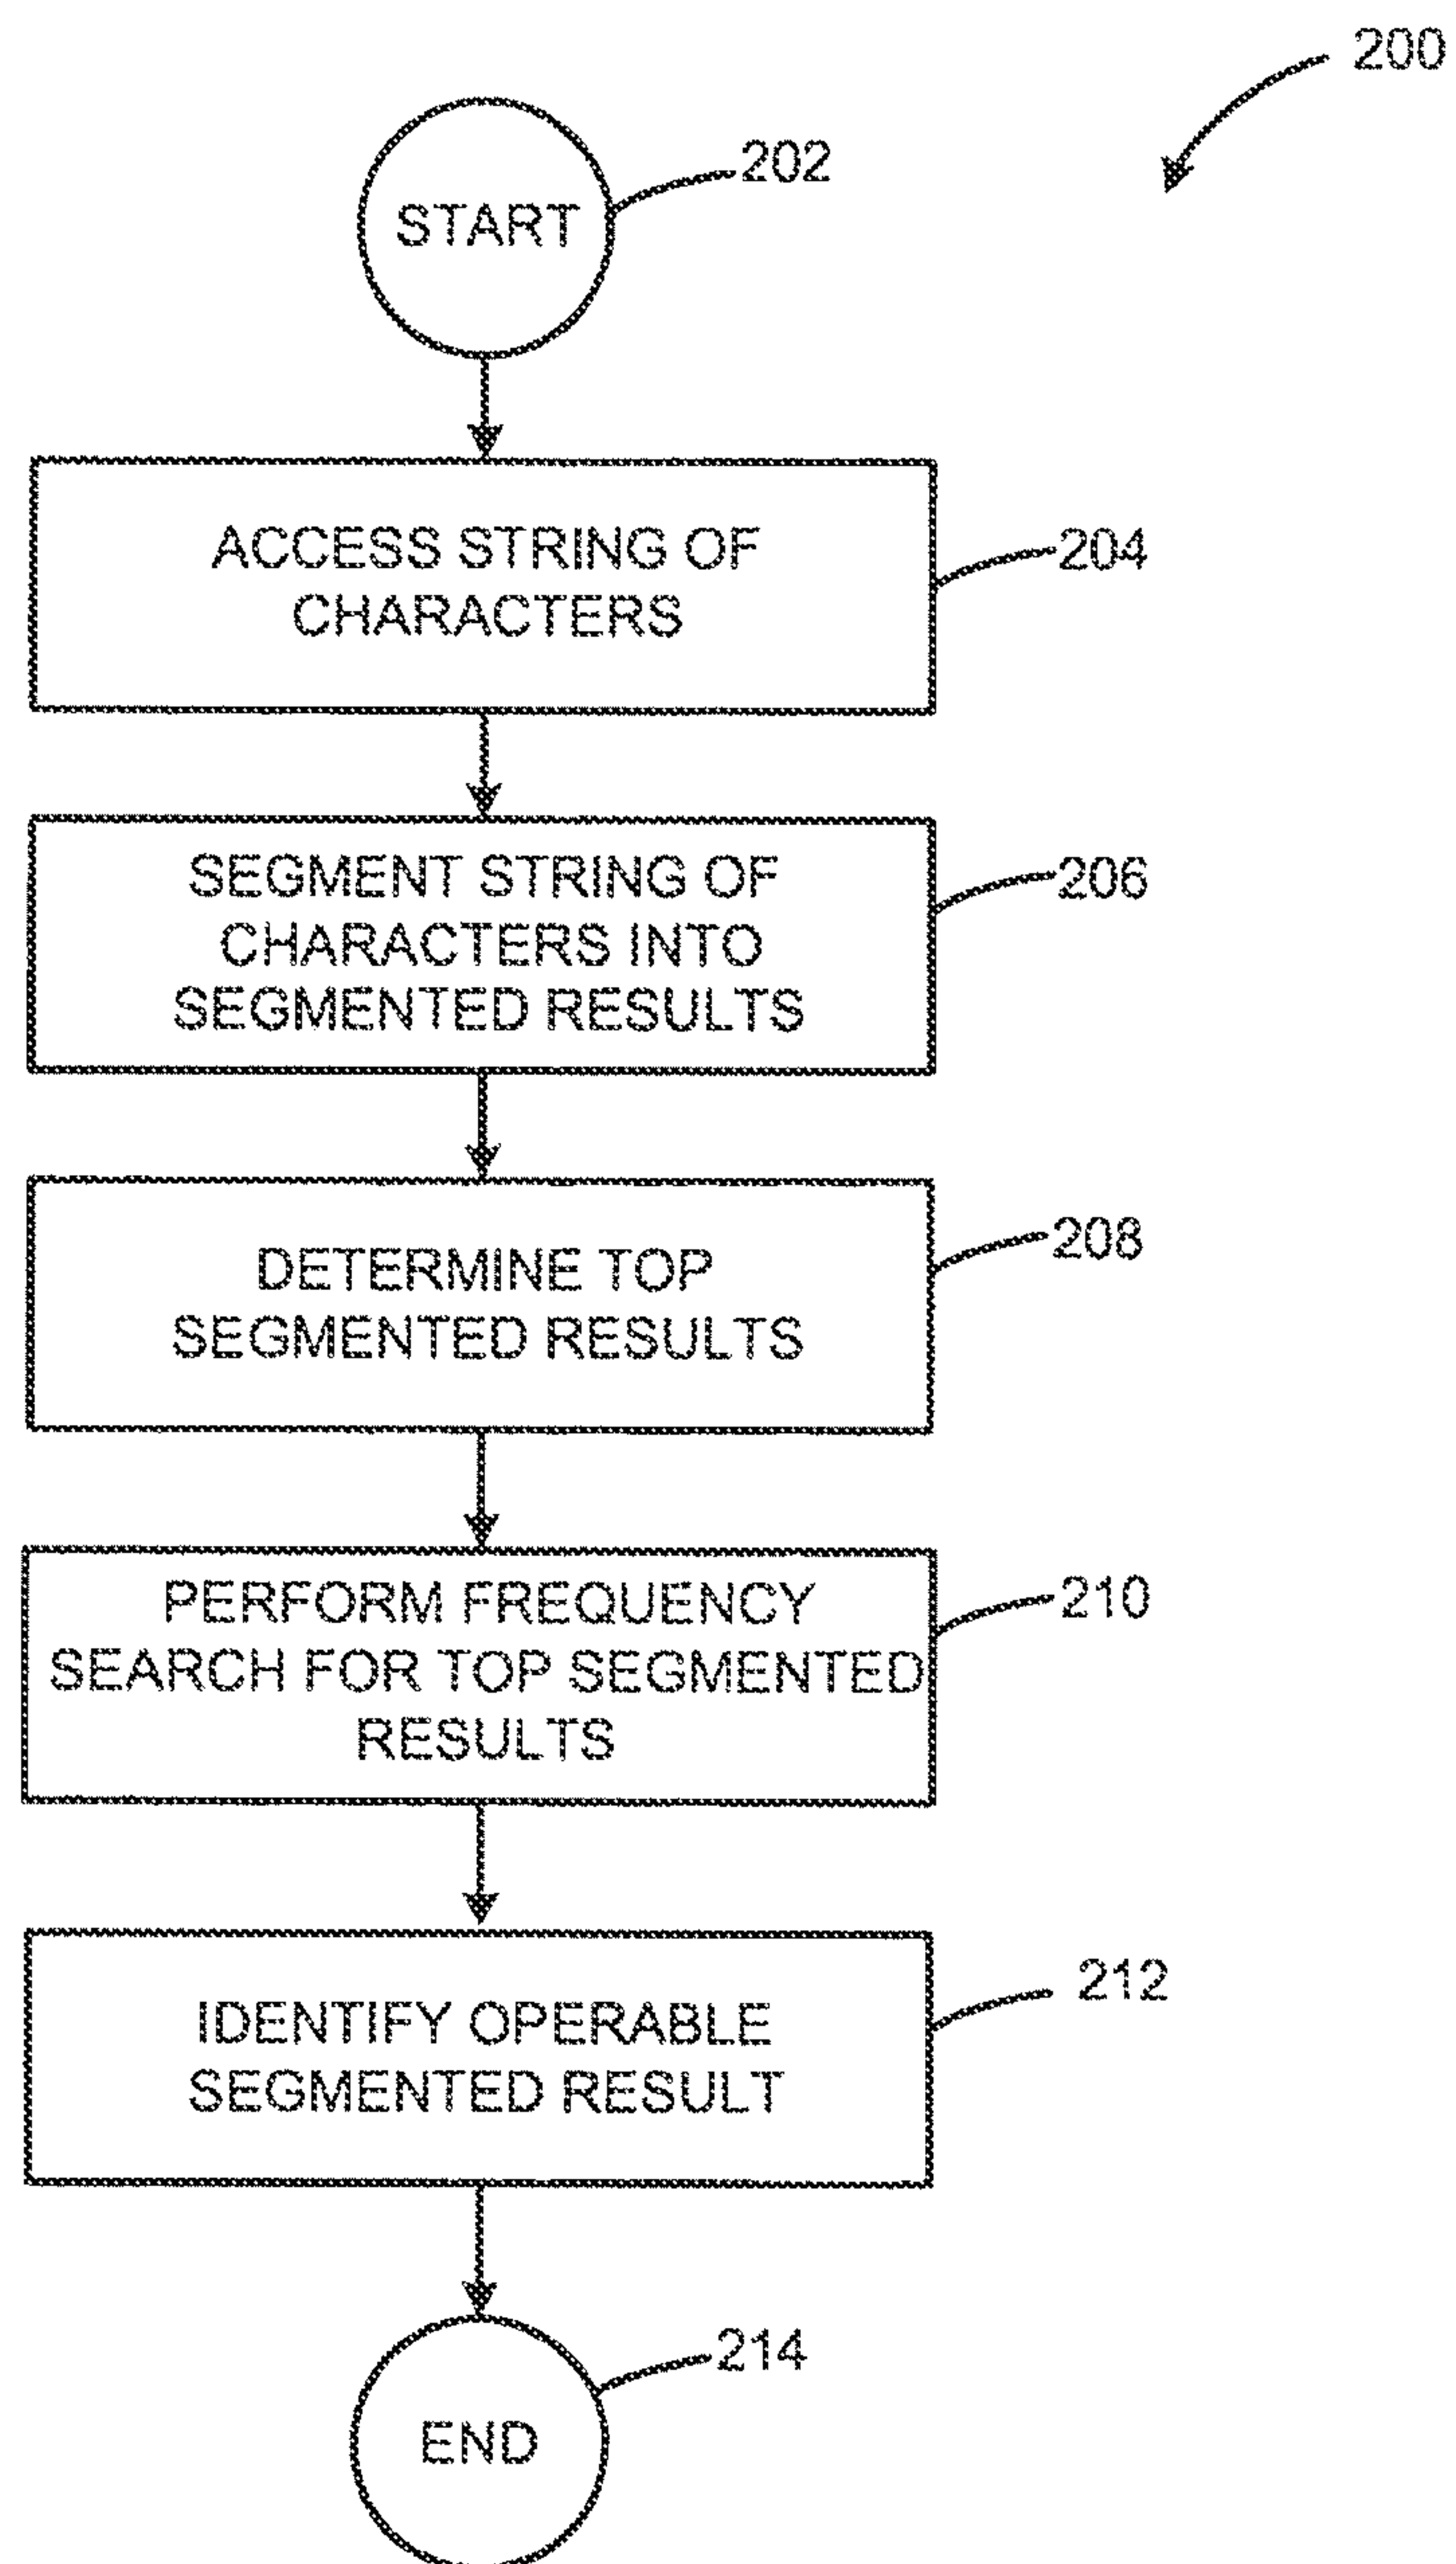 200
202
START
ACCESS STRING OF
CHARACTERS
204
SEGMENT STRING OF
CHARACTERS INTO
SEGMENTED RESULTS
206
DETERMINE TOP
SEGMENTED RESULTS
208
PERFORM FREQUENCY
SEARCH FOR TOP SEGMENTED
RESULTS
210
IDENTIFY OPERABLE
SEGMENTED RESULT
212
214
END